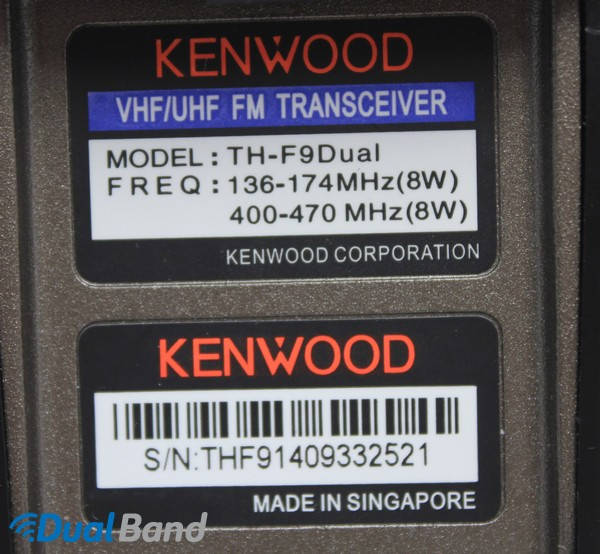 KENWOOD
VHF/UHF FM TRANSCEIVER
MODEL : TH-F9Dual
FREQ : 136-174MHz(8W)
400-470 MHz(8W)
KENWOOD CORPORATION
KENWOOD
S/N:THF91409332521
MADE IN SINGAPORE
DualBand